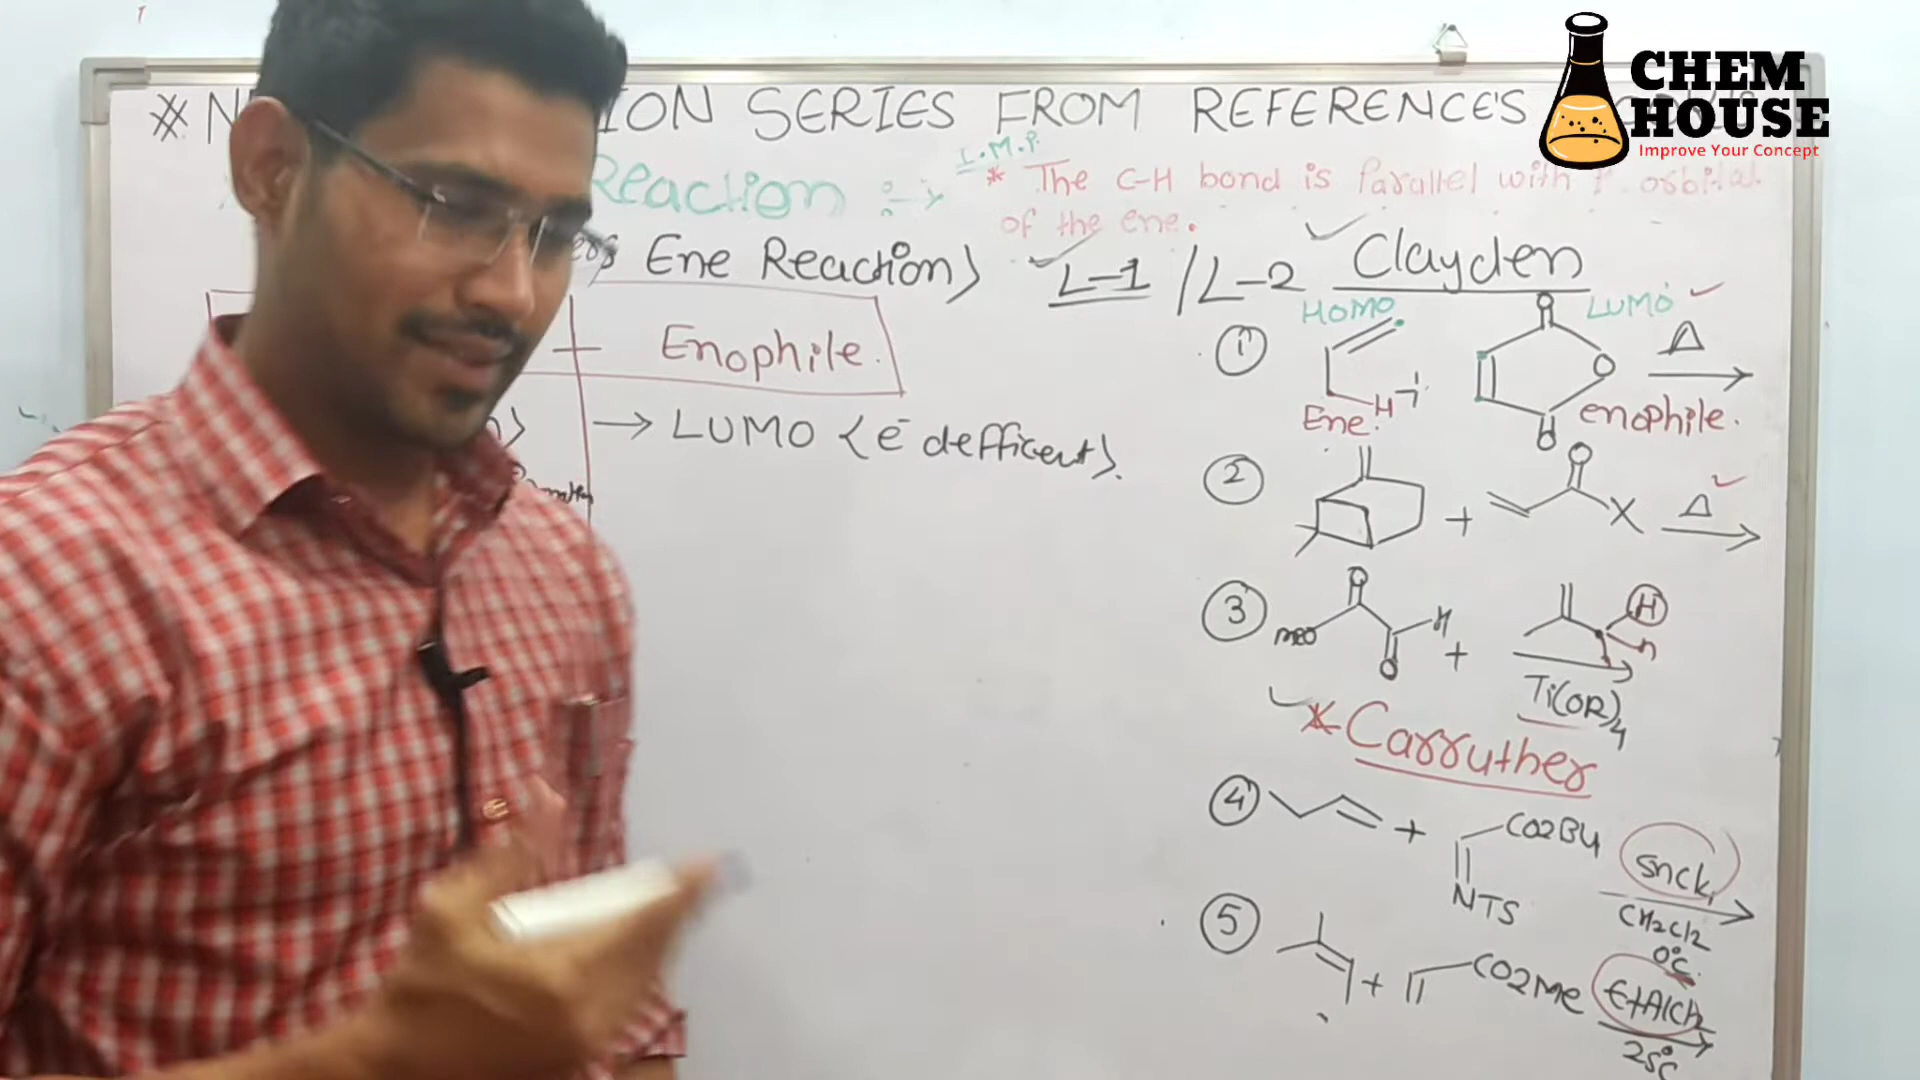 CHEM
HOUSE
Improve Your Concept
* N ION SERIES FROM REFERENCE'S
I.M.P.
Reaction :→
* The C-H bond is Parallel with P. orbital
of the ene.
Ene Reaction) L-1 / L-2 Clayden
+ Enophile.
→ LUMO (e- defficent).
① HOMO LUMO
O
O
O
H
Ene. enophile.
Δ
② + O X Δ
③ meo O H O + H H
Ti(OR)4
* Carruther
④ + CO2Bu
NTS
SnCl4
CH2Cl2
0°C.
⑤ + CO2Me
EtAlCl2
25°C